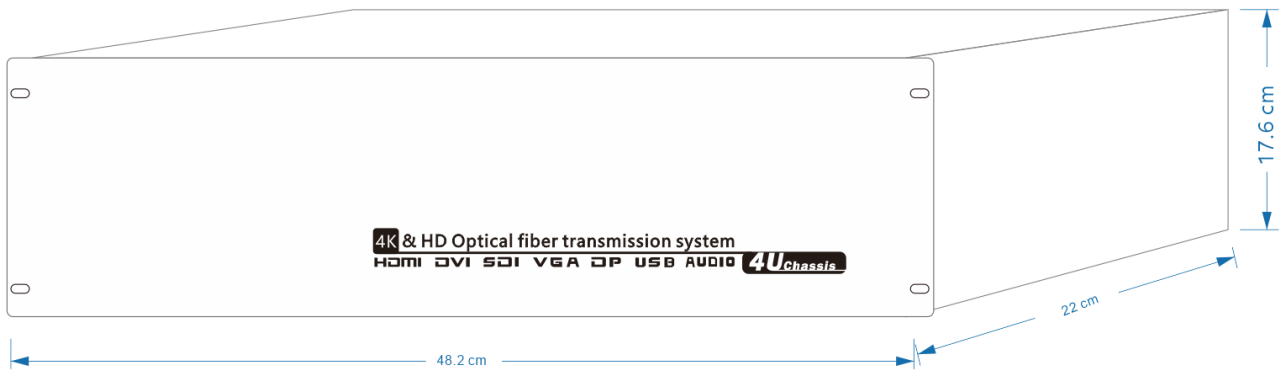 17.6 cm
4K & HD Optical fiber transmission system
HDMI DVI SDI VGA DP USB AUDIO 4U Chassis
22 cm
48.2 cm